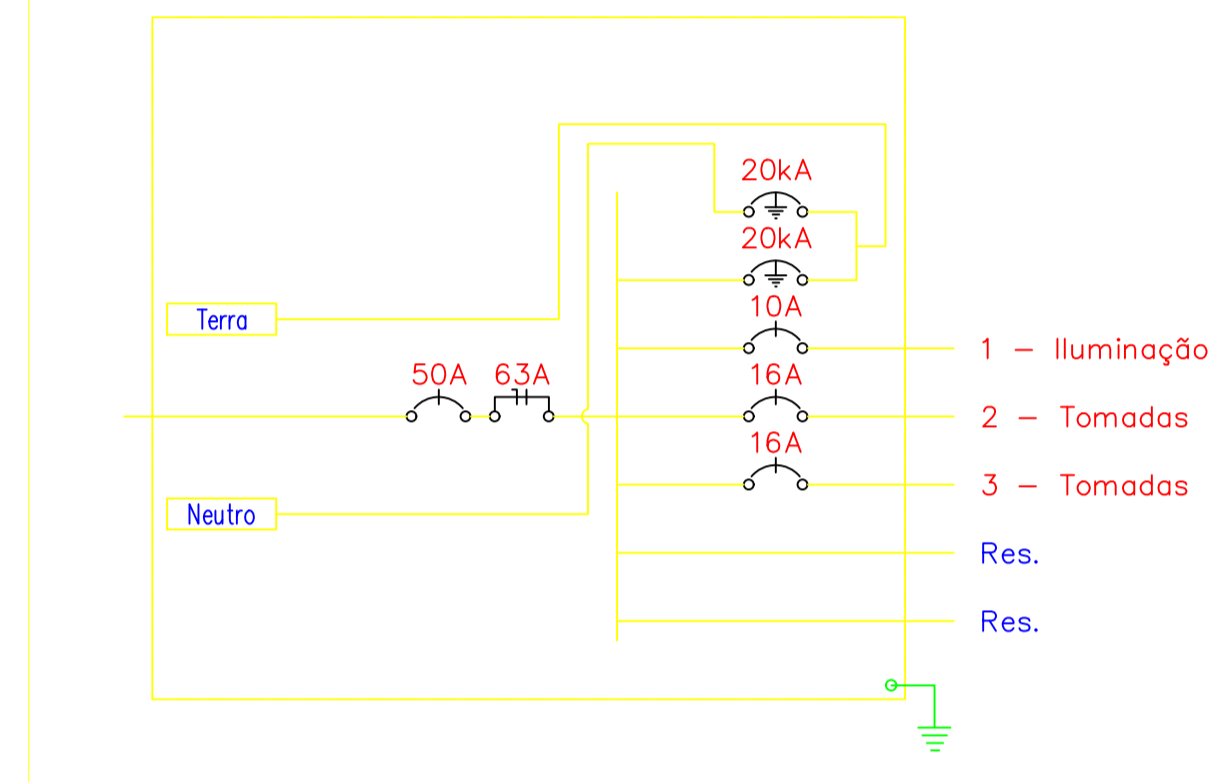 20kA
20kA
10A
Terra
1 – Iluminação
50A 63A 16A
2 – Tomadas
16A
3 – Tomadas
Neutro
Res.
Res.